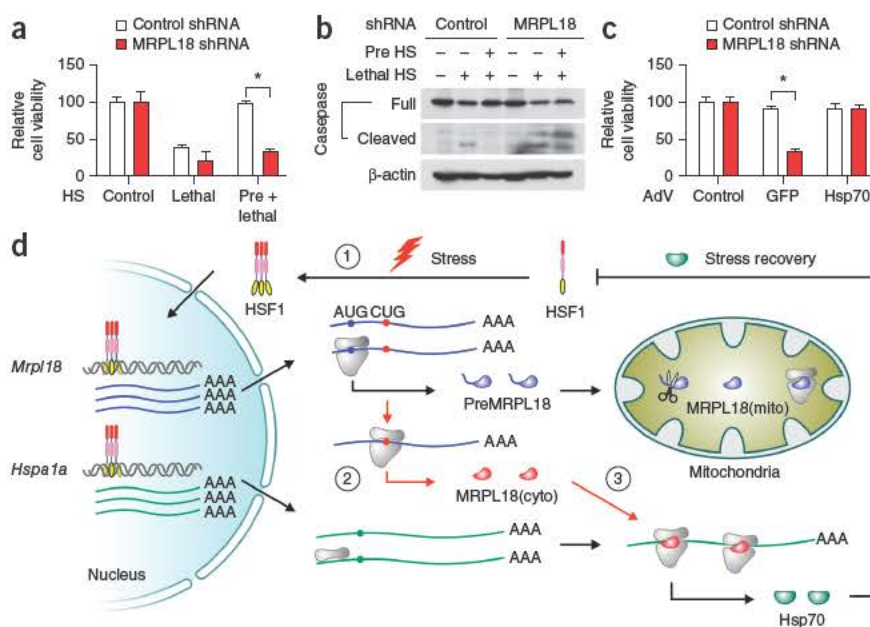 a
Control shRNA
MRPL18 shRNA
Relative
cell viability
150
100
50
0
*
HS
Control
Lethal
Pre +
lethal
b
shRNA Control MRPL18
Pre HS – – + – – +
Lethal HS – + + – + +
Casepase
Full
Cleaved
β-actin
c
Control shRNA
MRPL18 shRNA
Relative
cell viability
150
100
50
0
*
AdV
Control
GFP
Hsp70
d
1
Stress
Stress recovery
HSF1
HSF1
AUG CUG
AAA
AAA
Mrpl18
AAA
AAA
AAA
PreMRPL18
MRPL18(mito)
Mitochondria
AAA
Hspa1a
AAA
AAA
AAA
2
MRPL18(cyto)
3
AAA
AAA
AAA
Nucleus
Hsp70